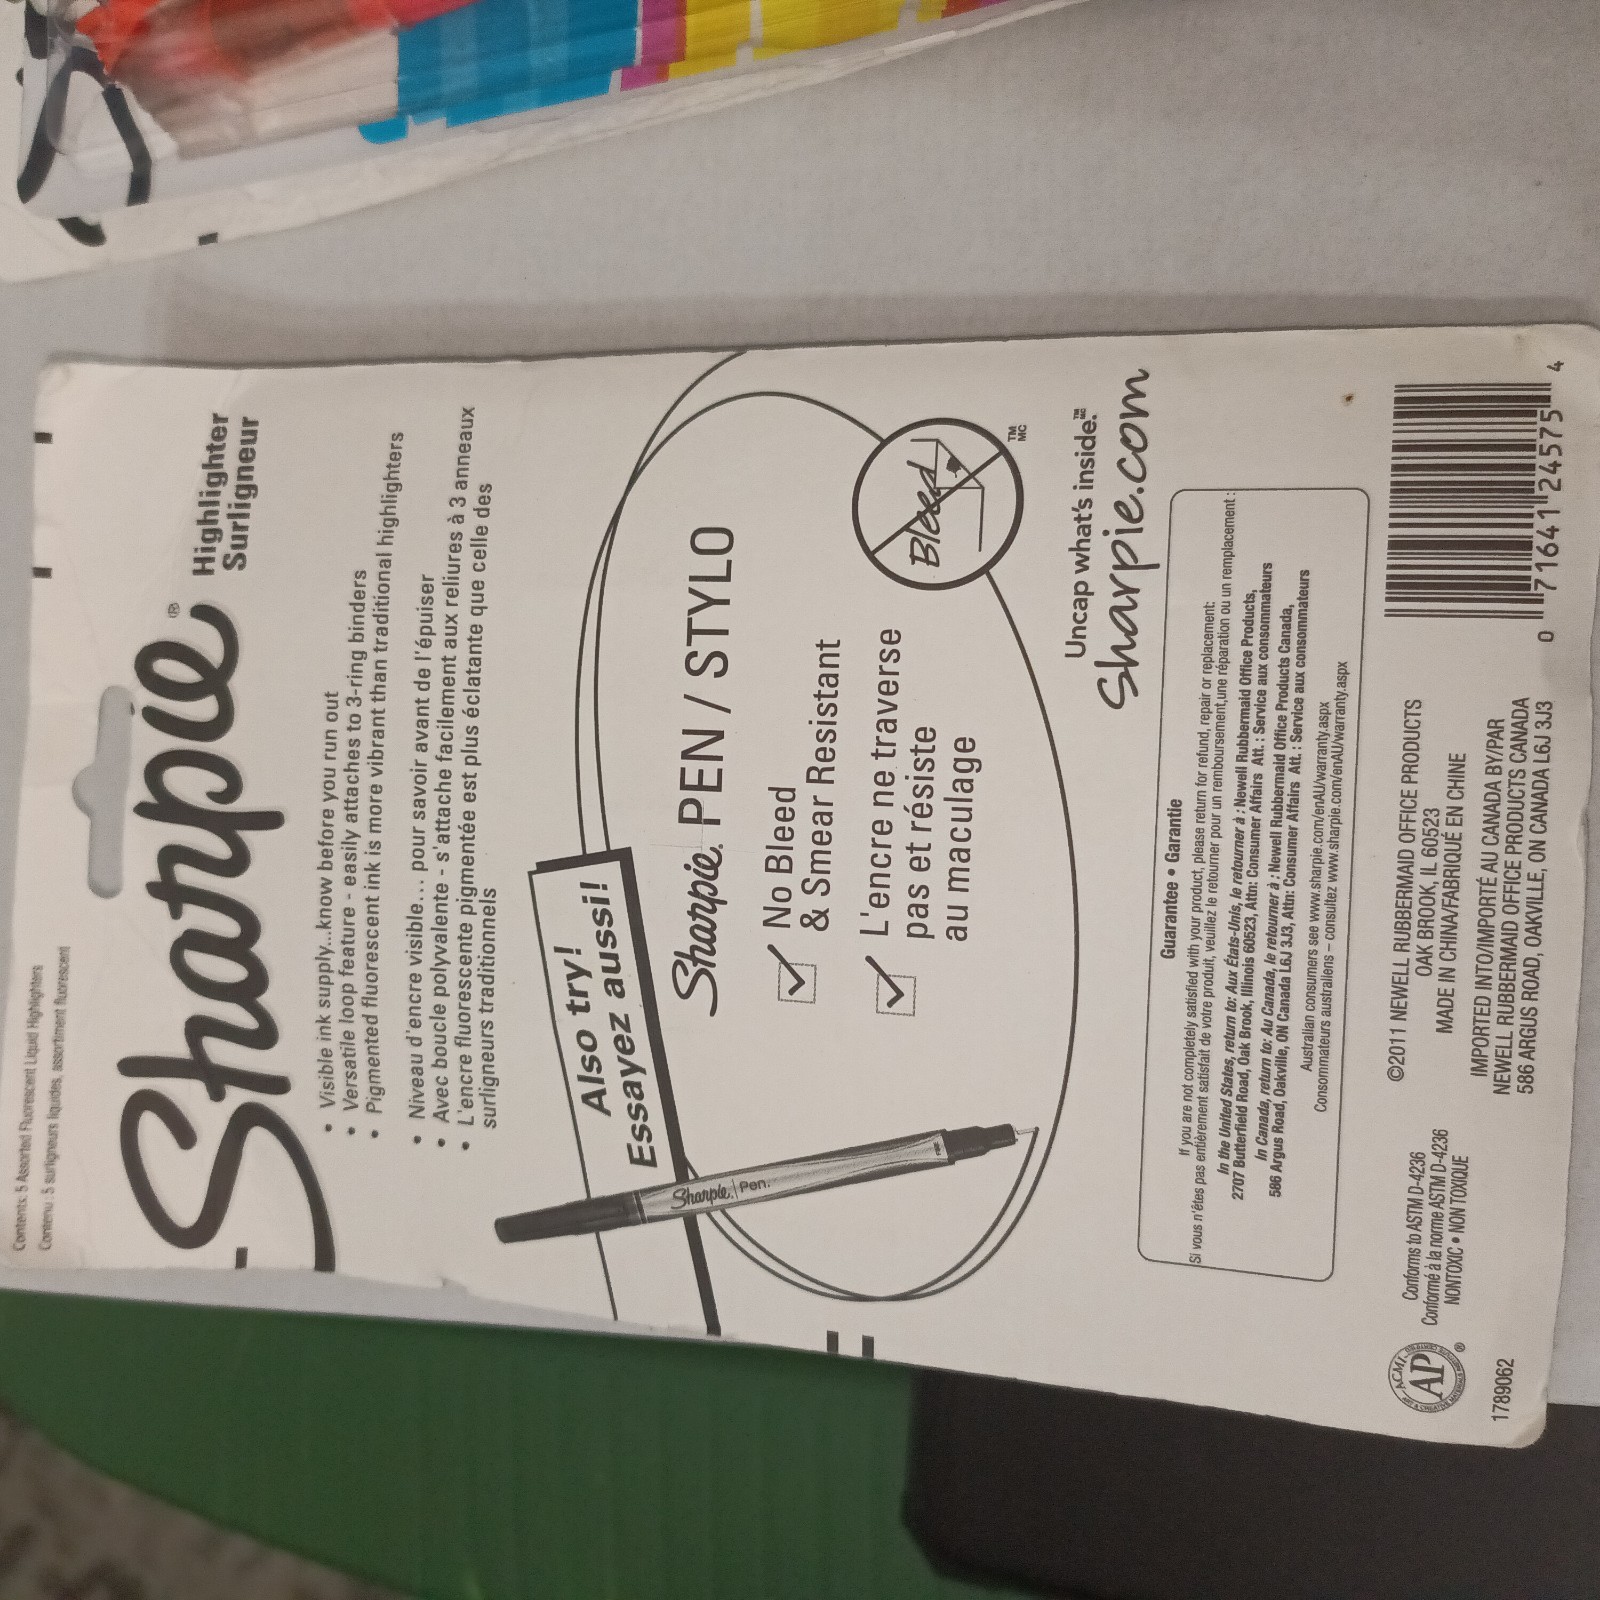 Contents: 5 Assorted Fluorescent Liquid Highlighters
Contenu : 5 surligneurs liquides, assortiment fluorescent
Sharpie®
Highlighter
Surligneur
• Visible ink supply...know before you run out
• Versatile loop feature - easily attaches to 3-ring binders
• Pigmented fluorescent ink is more vibrant than traditional highlighters
• Niveau d'encre visible... pour savoir avant de l'épuiser
• Avec boucle polyvalente - s'attache facilement aux reliures à 3 anneaux
• L'encre fluorescente pigmentée est plus éclatante que celle des
surligneurs traditionnels
Also try!
Essayez aussi!
Sharpie. Pen.
Sharpie. PEN / STYLO
No Bleed
& Smear Resistant
L'encre ne traverse
pas et résiste
au maculage
Bleed
TM
MC
Uncap what's inside.™
MC
Sharpie.com
Guarantee • Garantie
If you are not completely satisfied with your product, please return for refund, repair or replacement:
Si vous n'êtes pas entièrement satisfait de votre produit, veuillez le retourner pour un remboursement,une réparation ou un remplacement :
In the United States, return to: Aux États-Unis, le retourner à : Newell Rubbermaid Office Products,
2707 Butterfield Road, Oak Brook, Illinois 60523, Attn: Consumer Affairs Att. : Service aux consommateurs
In Canada, return to: Au Canada, le retourner à : Newell Rubbermaid Office Products Canada,
586 Argus Road, Oakville, ON Canada L6J 3J3, Attn: Consumer Affairs Att. : Service aux consommateurs
Australian consumers see www.sharpie.com/enAU/warranty.aspx
Consommateurs australiens – consultez www.sharpie.com/enAU/warranty.aspx
ACMI
AP
®
Conforms to ASTM D-4236
Conformé à la norme ASTM D-4236
NONTOXIC • NON TOXIQUE
1789062
©2011 NEWELL RUBBERMAID OFFICE PRODUCTS
OAK BROOK, IL 60523
MADE IN CHINA/FABRIQUÉ EN CHINE
IMPORTED INTO/IMPORTÉ AU CANADA BY/PAR
NEWELL RUBBERMAID OFFICE PRODUCTS CANADA
586 ARGUS ROAD, OAKVILLE, ON CANADA L6J 3J3
0 71641 24575 4